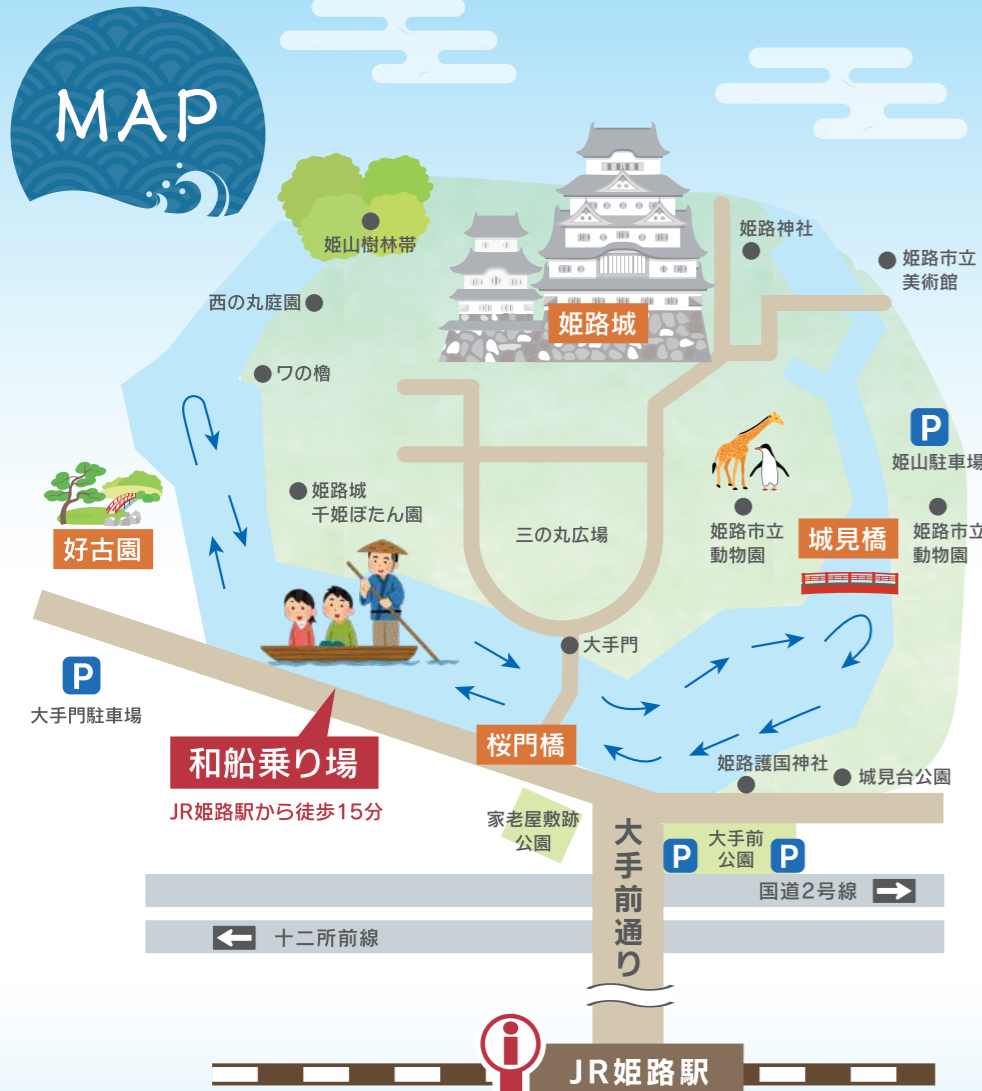 MAP
姫山樹林帯
姫路神社
姫路市立
美術館
西の丸庭園
姫路城
ワの櫓
P
姫山駐車場
姫路城
千姫ぼたん園
三の丸広場
姫路市立
動物園
城見橋
姫路市立
動物園
好古園
大手門
P
大手門駐車場
桜門橋
和船乗り場
JR姫路駅から徒歩15分
姫路護国神社
城見台公園
家老屋敷跡
公園
大手前通り
P
大手前
公園
P
国道2号線
十二所前線
i
JR姫路駅